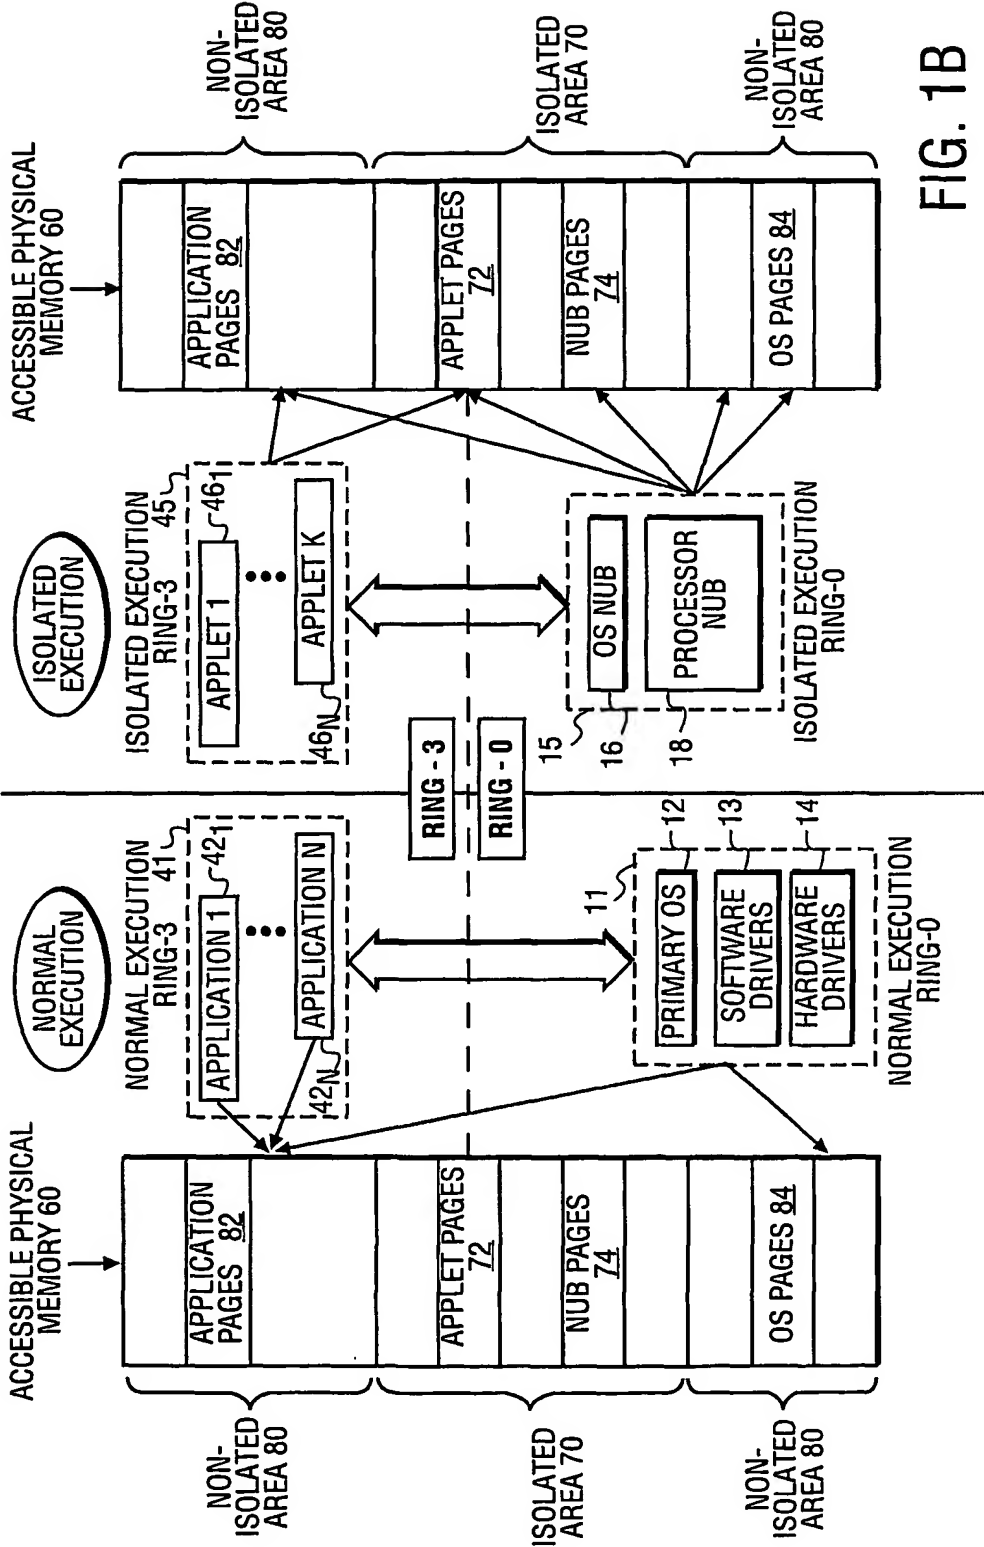 ACCESSIBLE PHYSICAL
MEMORY 60
NORMAL
EXECUTION
ISOLATED
EXECUTION
ACCESSIBLE PHYSICAL
MEMORY 60
NON-
ISOLATED
AREA 80
APPLICATION
PAGES 82
ISOLATED
AREA 70
APPLET PAGES
72
NUB PAGES
74
NON-
ISOLATED
AREA 80
OS PAGES 84
NORMAL EXECUTION
RING-3
41
APPLICATION 1
421
APPLICATION N
42N
RING - 3
RING - 0
11
PRIMARY OS
12
SOFTWARE
DRIVERS
13
HARDWARE
DRIVERS
14
NORMAL EXECUTION
RING-0
ISOLATED EXECUTION
RING-3
45
APPLET 1
461
APPLET K
46N
15
OS NUB
16
PROCESSOR
NUB
18
ISOLATED EXECUTION
RING-0
APPLICATION
PAGES 82
APPLET PAGES
72
NUB PAGES
74
OS PAGES 84
NON-
ISOLATED
AREA 80
ISOLATED
AREA 70
NON-
ISOLATED
AREA 80
FIG. 1B